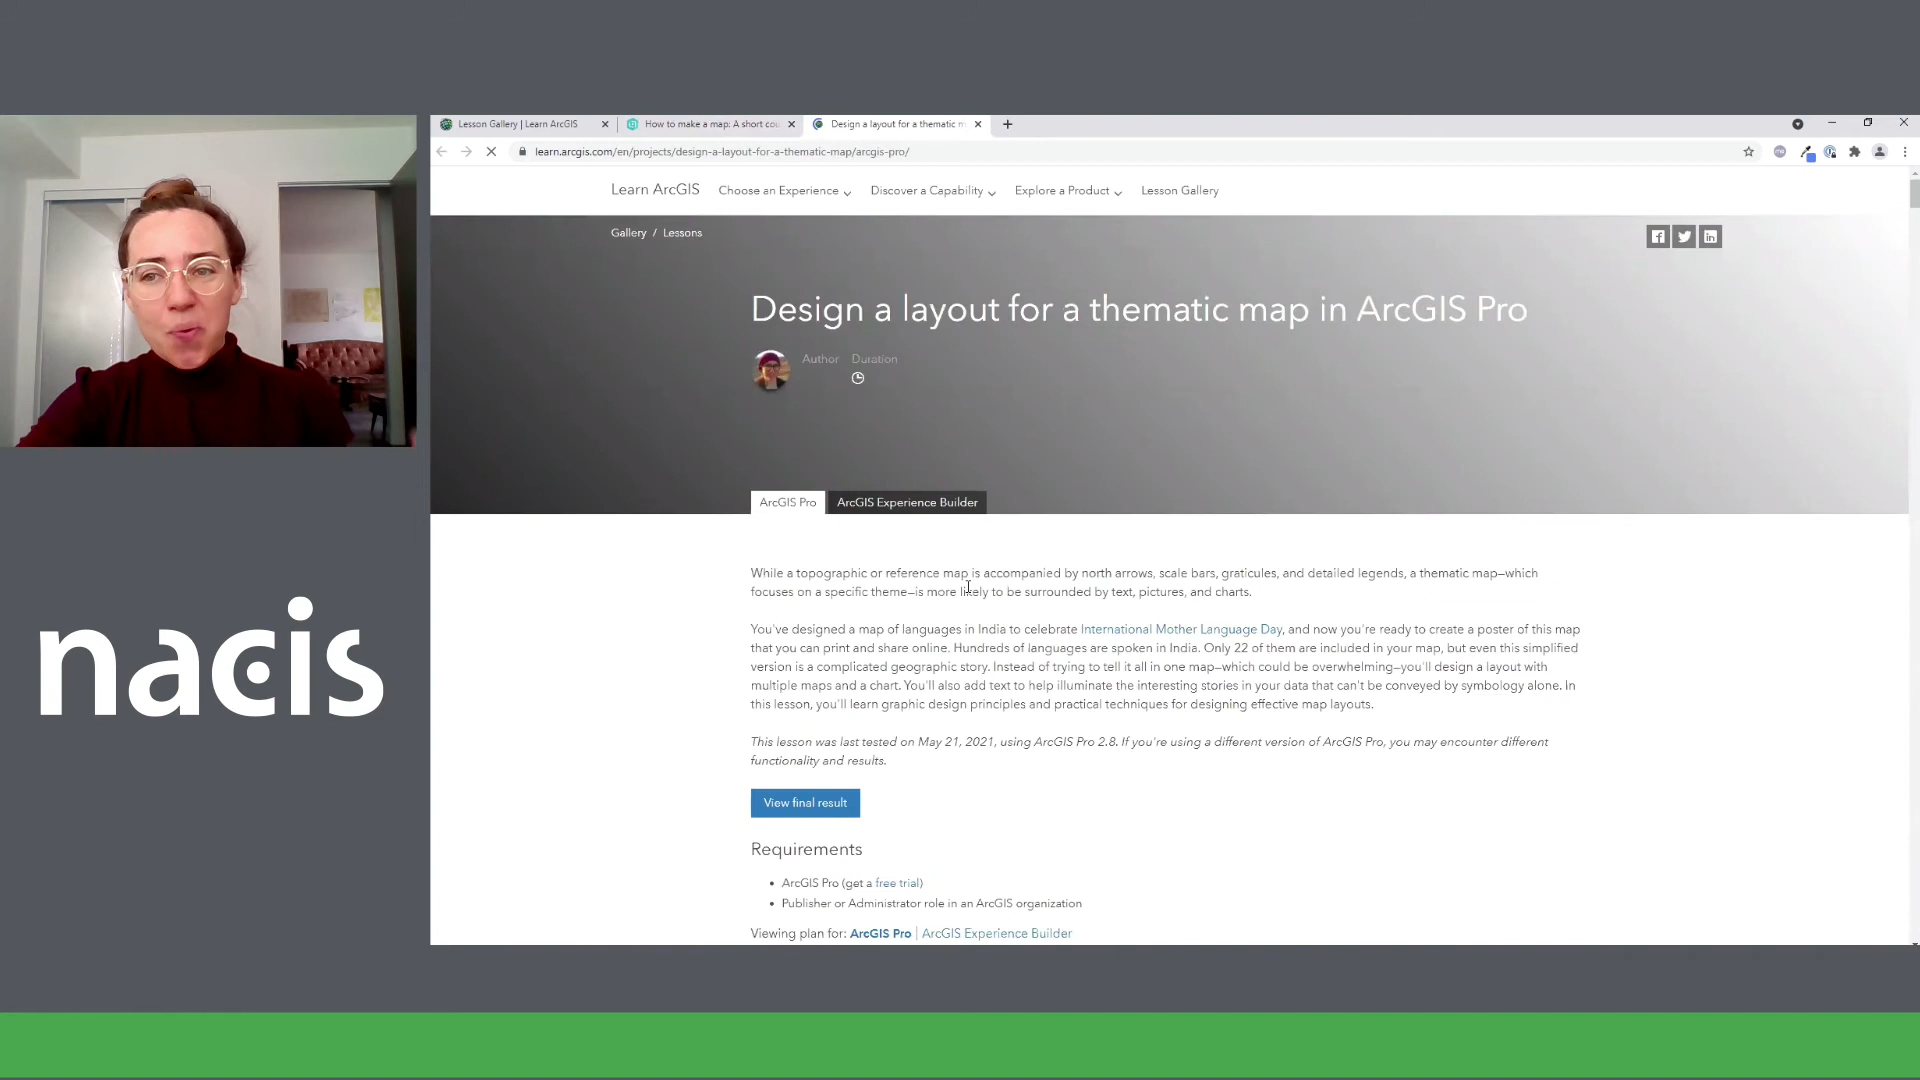 Lesson Gallery | Learn ArcGIS
How to make a map: A short cou
Design a layout for a thematic m
learn.arcgis.com/en/projects/design-a-layout-for-a-thematic-map/arcgis-pro/
Learn ArcGIS Choose an Experience Discover a Capability Explore a Product Lesson Gallery
Gallery / Lessons
Design a layout for a thematic map in ArcGIS Pro
Author Duration
ArcGIS Pro ArcGIS Experience Builder
While a topographic or reference map is accompanied by north arrows, scale bars, graticules, and detailed legends, a thematic map—which
focuses on a specific theme—is more likely to be surrounded by text, pictures, and charts.
You've designed a map of languages in India to celebrate International Mother Language Day, and now you're ready to create a poster of this map
that you can print and share online. Hundreds of languages are spoken in India. Only 22 of them are included in your map, but even this simplified
version is a complicated geographic story. Instead of trying to tell it all in one map—which could be overwhelming—you'll design a layout with
multiple maps and a chart. You'll also add text to help illuminate the interesting stories in your data that can't be conveyed by symbology alone. In
this lesson, you'll learn graphic design principles and practical techniques for designing effective map layouts.
This lesson was last tested on May 21, 2021, using ArcGIS Pro 2.8. If you're using a different version of ArcGIS Pro, you may encounter different
functionality and results.
View final result
Requirements
• ArcGIS Pro (get a free trial)
• Publisher or Administrator role in an ArcGIS organization
Viewing plan for: ArcGIS Pro | ArcGIS Experience Builder
nacis